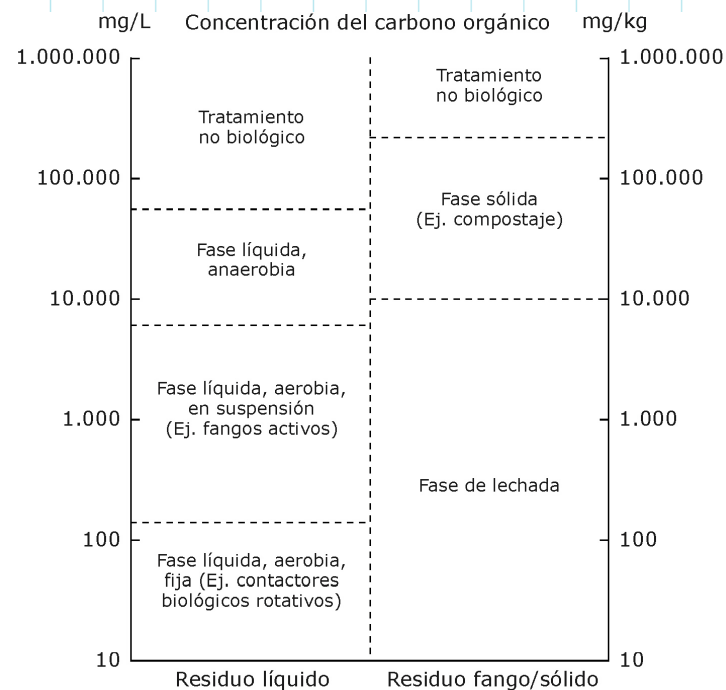 mg/L Concentración del carbono orgánico mg/kg
1.000.000
100.000
10.000
1.000
100
10
Tratamiento
no biológico
Fase líquida,
anaerobia
Fase líquida, aerobia,
en suspensión
(Ej. fangos activos)
Fase líquida, aerobia,
fija (Ej. contactores
biológicos rotativos)
Tratamiento
no biológico
Fase sólida
(Ej. compostaje)
Fase de lechada
1.000.000
100.000
10.000
1.000
100
10
Residuo líquido Residuo fango/sólido